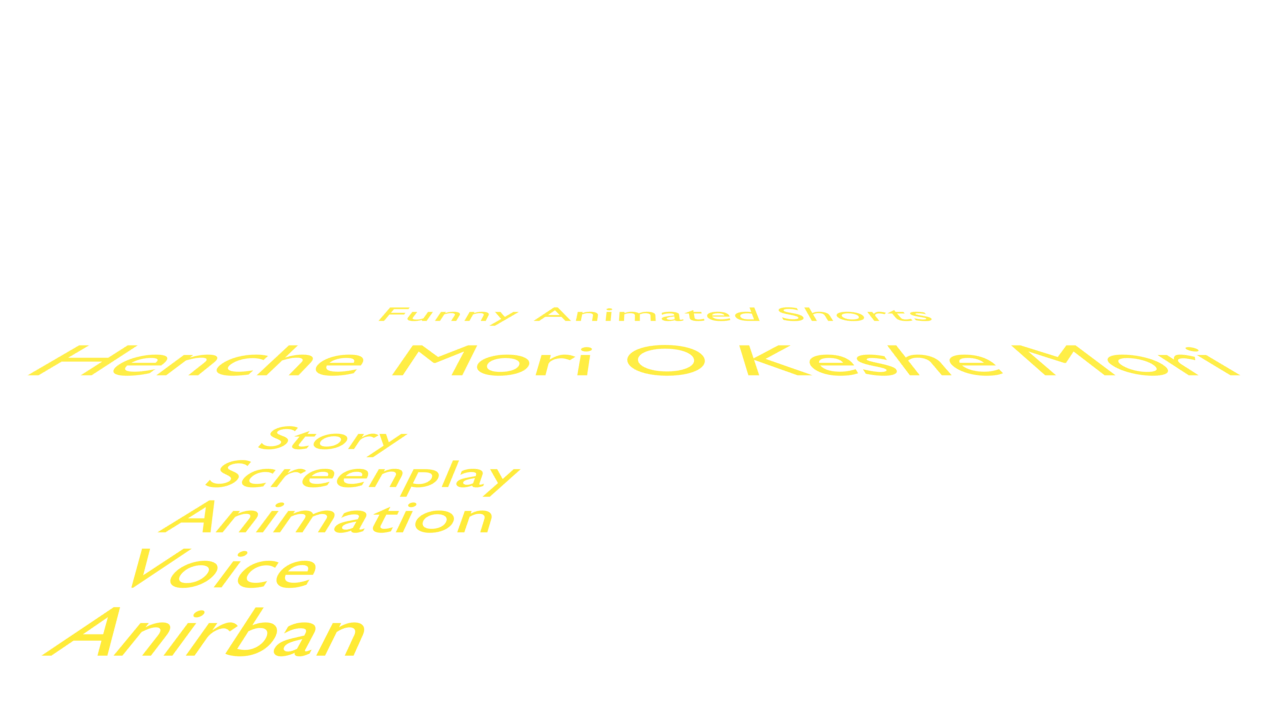 Funny Animated Shorts
Henche Mori O Keshe Mori
Story
Screenplay
Animation
Voice
Anirban